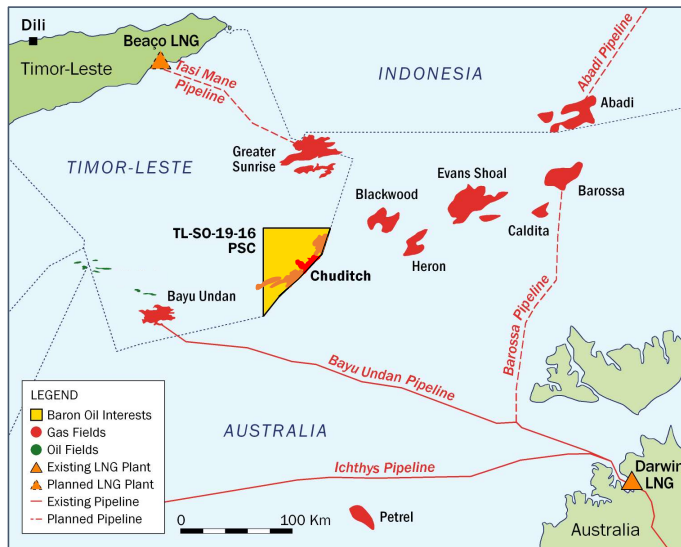 Dili
Beaço LNG
Timor-Leste
Tasi Mane
Pipeline
INDONESIA
Abadi Pipeline
Abadi
Greater
Sunrise
TIMOR-LESTE
Evans Shoal
Blackwood
Barossa
Caldita
Heron
TL-SO-19-16
PSC
Chuditch
Bayu Undan
Barossa Pipeline
Bayu Undan Pipeline
LEGEND
Baron Oil Interests
Gas Fields
Oil Fields
Existing LNG Plant
Planned LNG Plant
Existing Pipeline
Planned Pipeline
AUSTRALIA
Ichthys Pipeline
Darwin
LNG
0 100 Km
Petrel
Australia